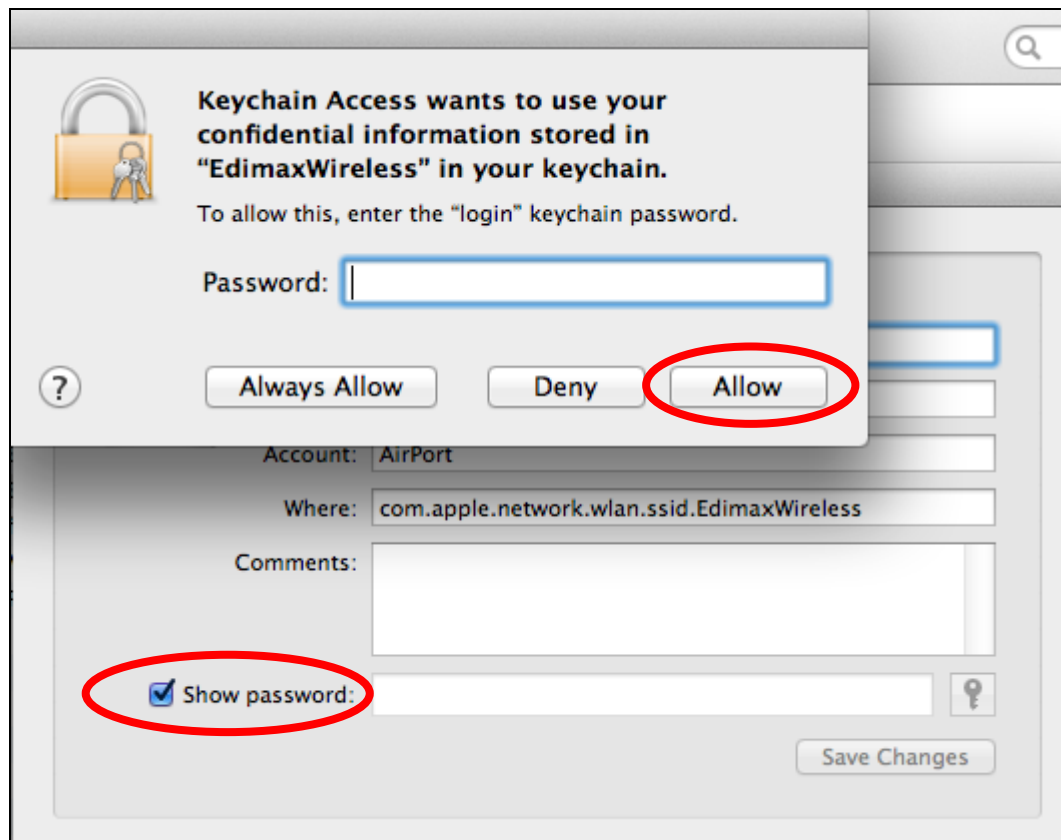 Keychain Access wants to use your
confidential information stored in
“EdimaxWireless” in your keychain.
To allow this, enter the “login” keychain password.
Password:
?
Always Allow
Deny
Allow
Account: AirPort
Where: com.apple.network.wlan.ssid.EdimaxWireless
Comments:
Show password:
Save Changes